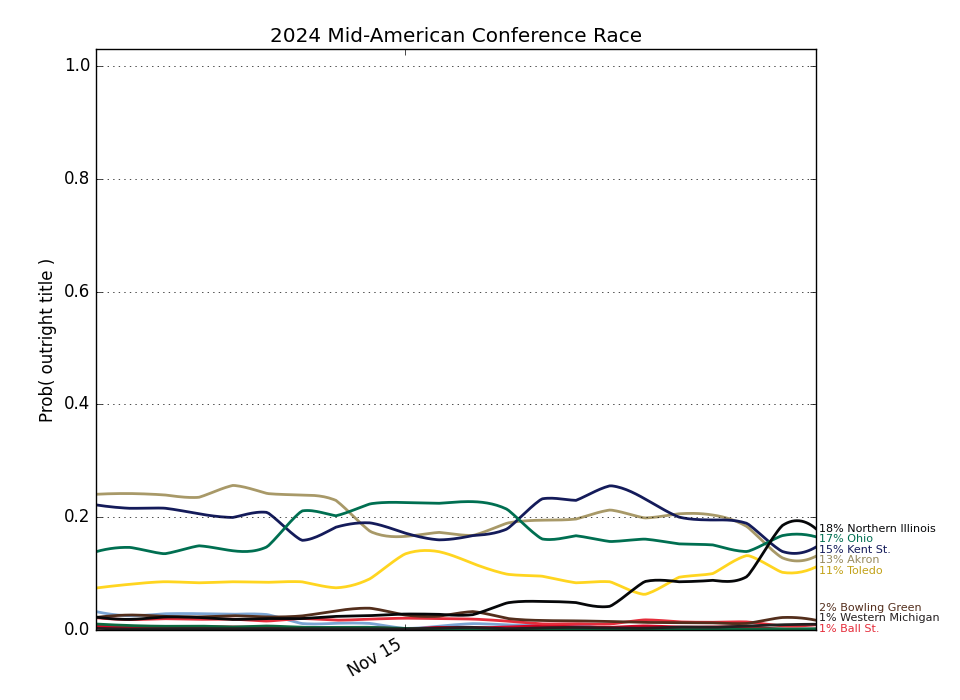 2024 Mid-American Conference Race
Prob( outright title )
1.0
0.8
0.6
0.4
0.2
0.0
Nov 15
18% Northern Illinois
17% Ohio
15% Kent St.
13% Akron
11% Toledo
2% Bowling Green
1% Western Michigan
1% Ball St.